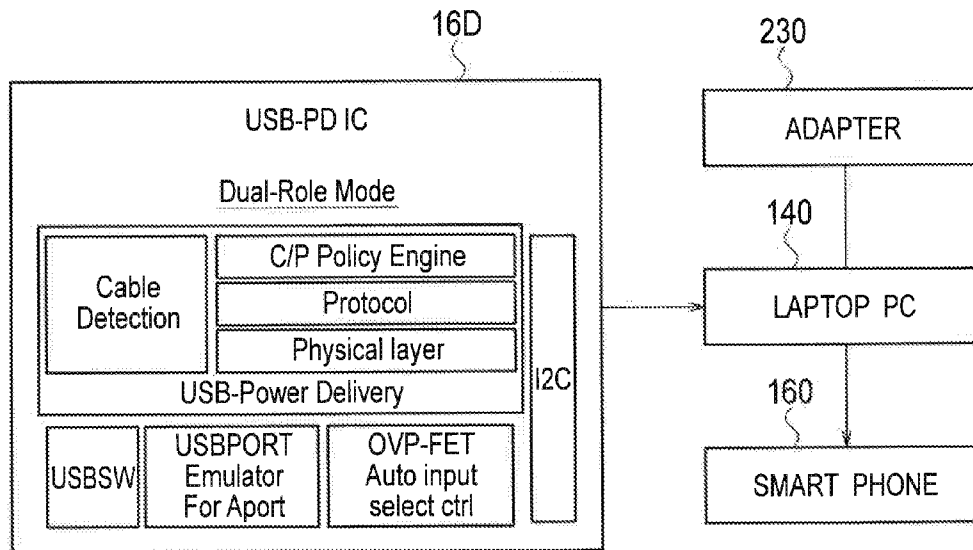 16D
USB-PD IC
Dual-Role Mode
Cable
Detection
C/P Policy Engine
Protocol
Physical layer
USB-Power Delivery
I2C
USBSW
USBPORT
Emulator
For Aport
OVP-FET
Auto input
select ctrl
230
ADAPTER
140
LAPTOP PC
160
SMART PHONE